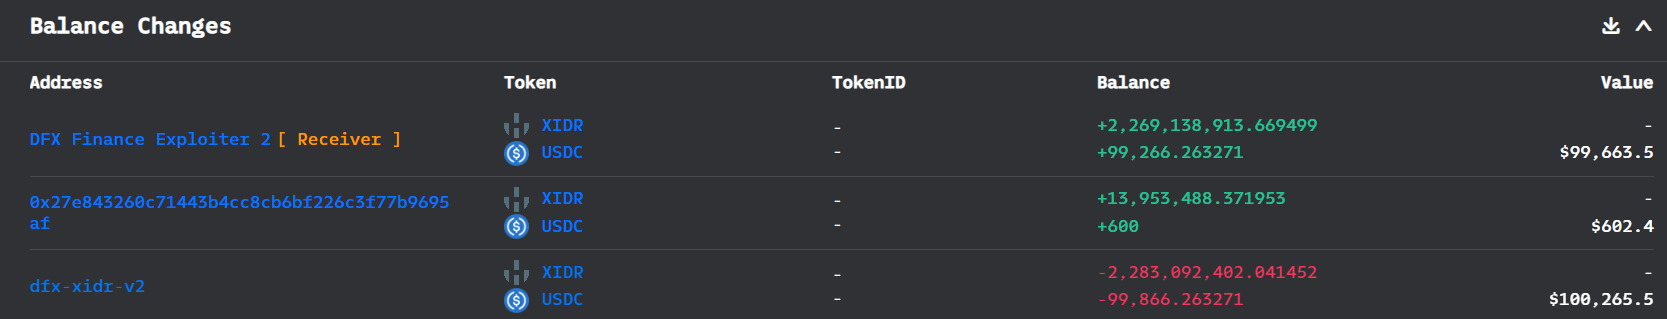 Balance Changes
Address Token TokenID Balance Value
DFX Finance Exploiter 2 [ Receiver ]
XIDR - +2,269,138,913.669499 -
USDC - +99,266.263271 $99,663.5
0x27e843260c71443b4cc8cb6bf226c3f77b9695
af
XIDR - +13,953,488.371953 -
USDC - +600 $602.4
dfx-xidr-v2
XIDR - -2,283,092,402.041452 -
USDC - -99,866.263271 $100,265.5